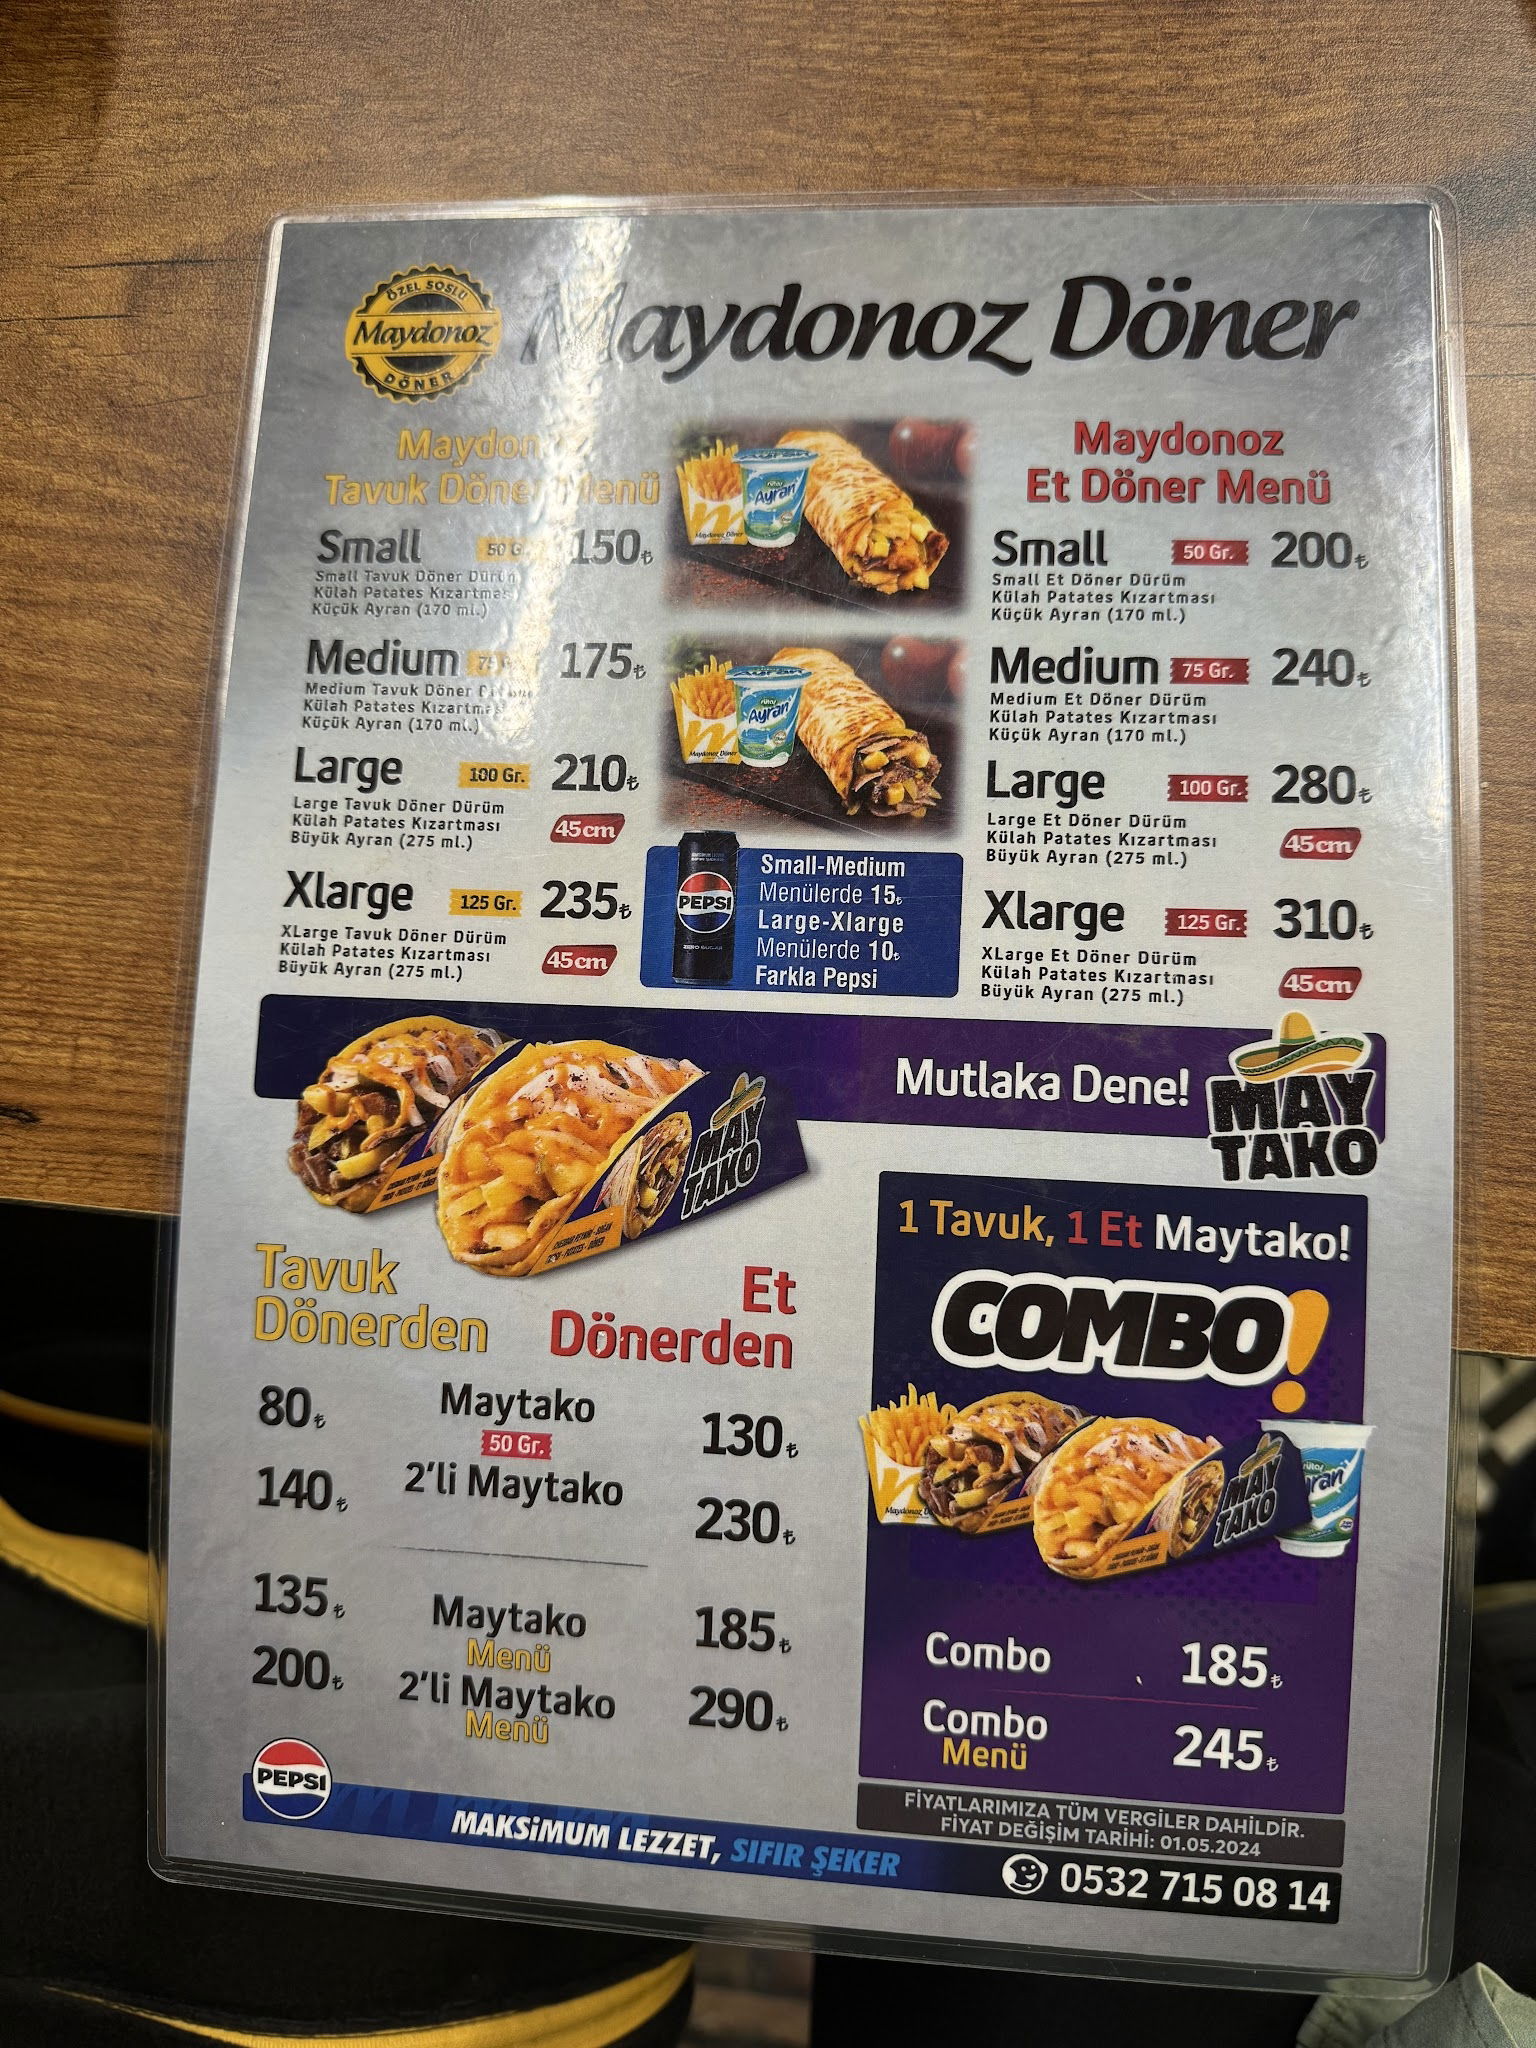 ÖZEL SOSLU
Maydonoz
DÖNER
Maydonoz Döner
Maydon
Tavuk Döner Menü
Small 50 G 150₺
Small Tavuk Döner Dürüm
Külah Patates Kızartması
Küçük Ayran (170 ml.)
Medium 175₺
Medium Tavuk Döner
Külah Patates Kızartması
Küçük Ayran (170 ml.)
Large 100 Gr. 210₺
Large Tavuk Döner Dürüm
Külah Patates Kızartması
Büyük Ayran (275 ml.)
45cm
Xlarge 125 Gr. 235₺
XLarge Tavuk Döner Dürüm
Külah Patates Kızartması
Büyük Ayran (275 ml.)
45cm
Ayran
Maydonoz Döner
sütaş
Ayran
Maydonoz Döner
PEPSI
ZERO SUGAR
Small-Medium
Menülerde 15₺
Large-Xlarge
Menülerde 10₺
Farkla Pepsi
Maydonoz
Et Döner Menü
Small 50 Gr. 200₺
Small Et Döner Dürüm
Külah Patates Kızartması
Küçük Ayran (170 ml.)
Medium 75 Gr. 240₺
Medium Et Döner Dürüm
Külah Patates Kızartması
Küçük Ayran (170 ml.)
Large 100 Gr. 280₺
Large Et Döner Dürüm
Külah Patates Kızartması
Büyük Ayran (275 ml.)
45cm
Xlarge 125 Gr. 310₺
XLarge Et Döner Dürüm
Külah Patates Kızartması
Büyük Ayran (275 ml.)
45cm
Mutlaka Dene!
MAY
TAKO
MAY
TAKO
Tavuk
Dönerden
Et
Dönerden
80₺ Maytako 130₺
50 Gr.
140₺ 2'li Maytako 230₺
135₺ Maytako 185₺
Menü
200₺ 2'li Maytako 290₺
Menü
1 Tavuk, 1 Et Maytako!
COMBO!
MAY
TAKO
Combo 185₺
Combo 245₺
Menü
FİYATLARIMIZA TÜM VERGİLER DAHİLDİR.
FİYAT DEĞİŞİM TARİHİ: 01.05.2024
PEPSI
MAKSİMUM LEZZET, SIFIR ŞEKER
0532 715 08 14